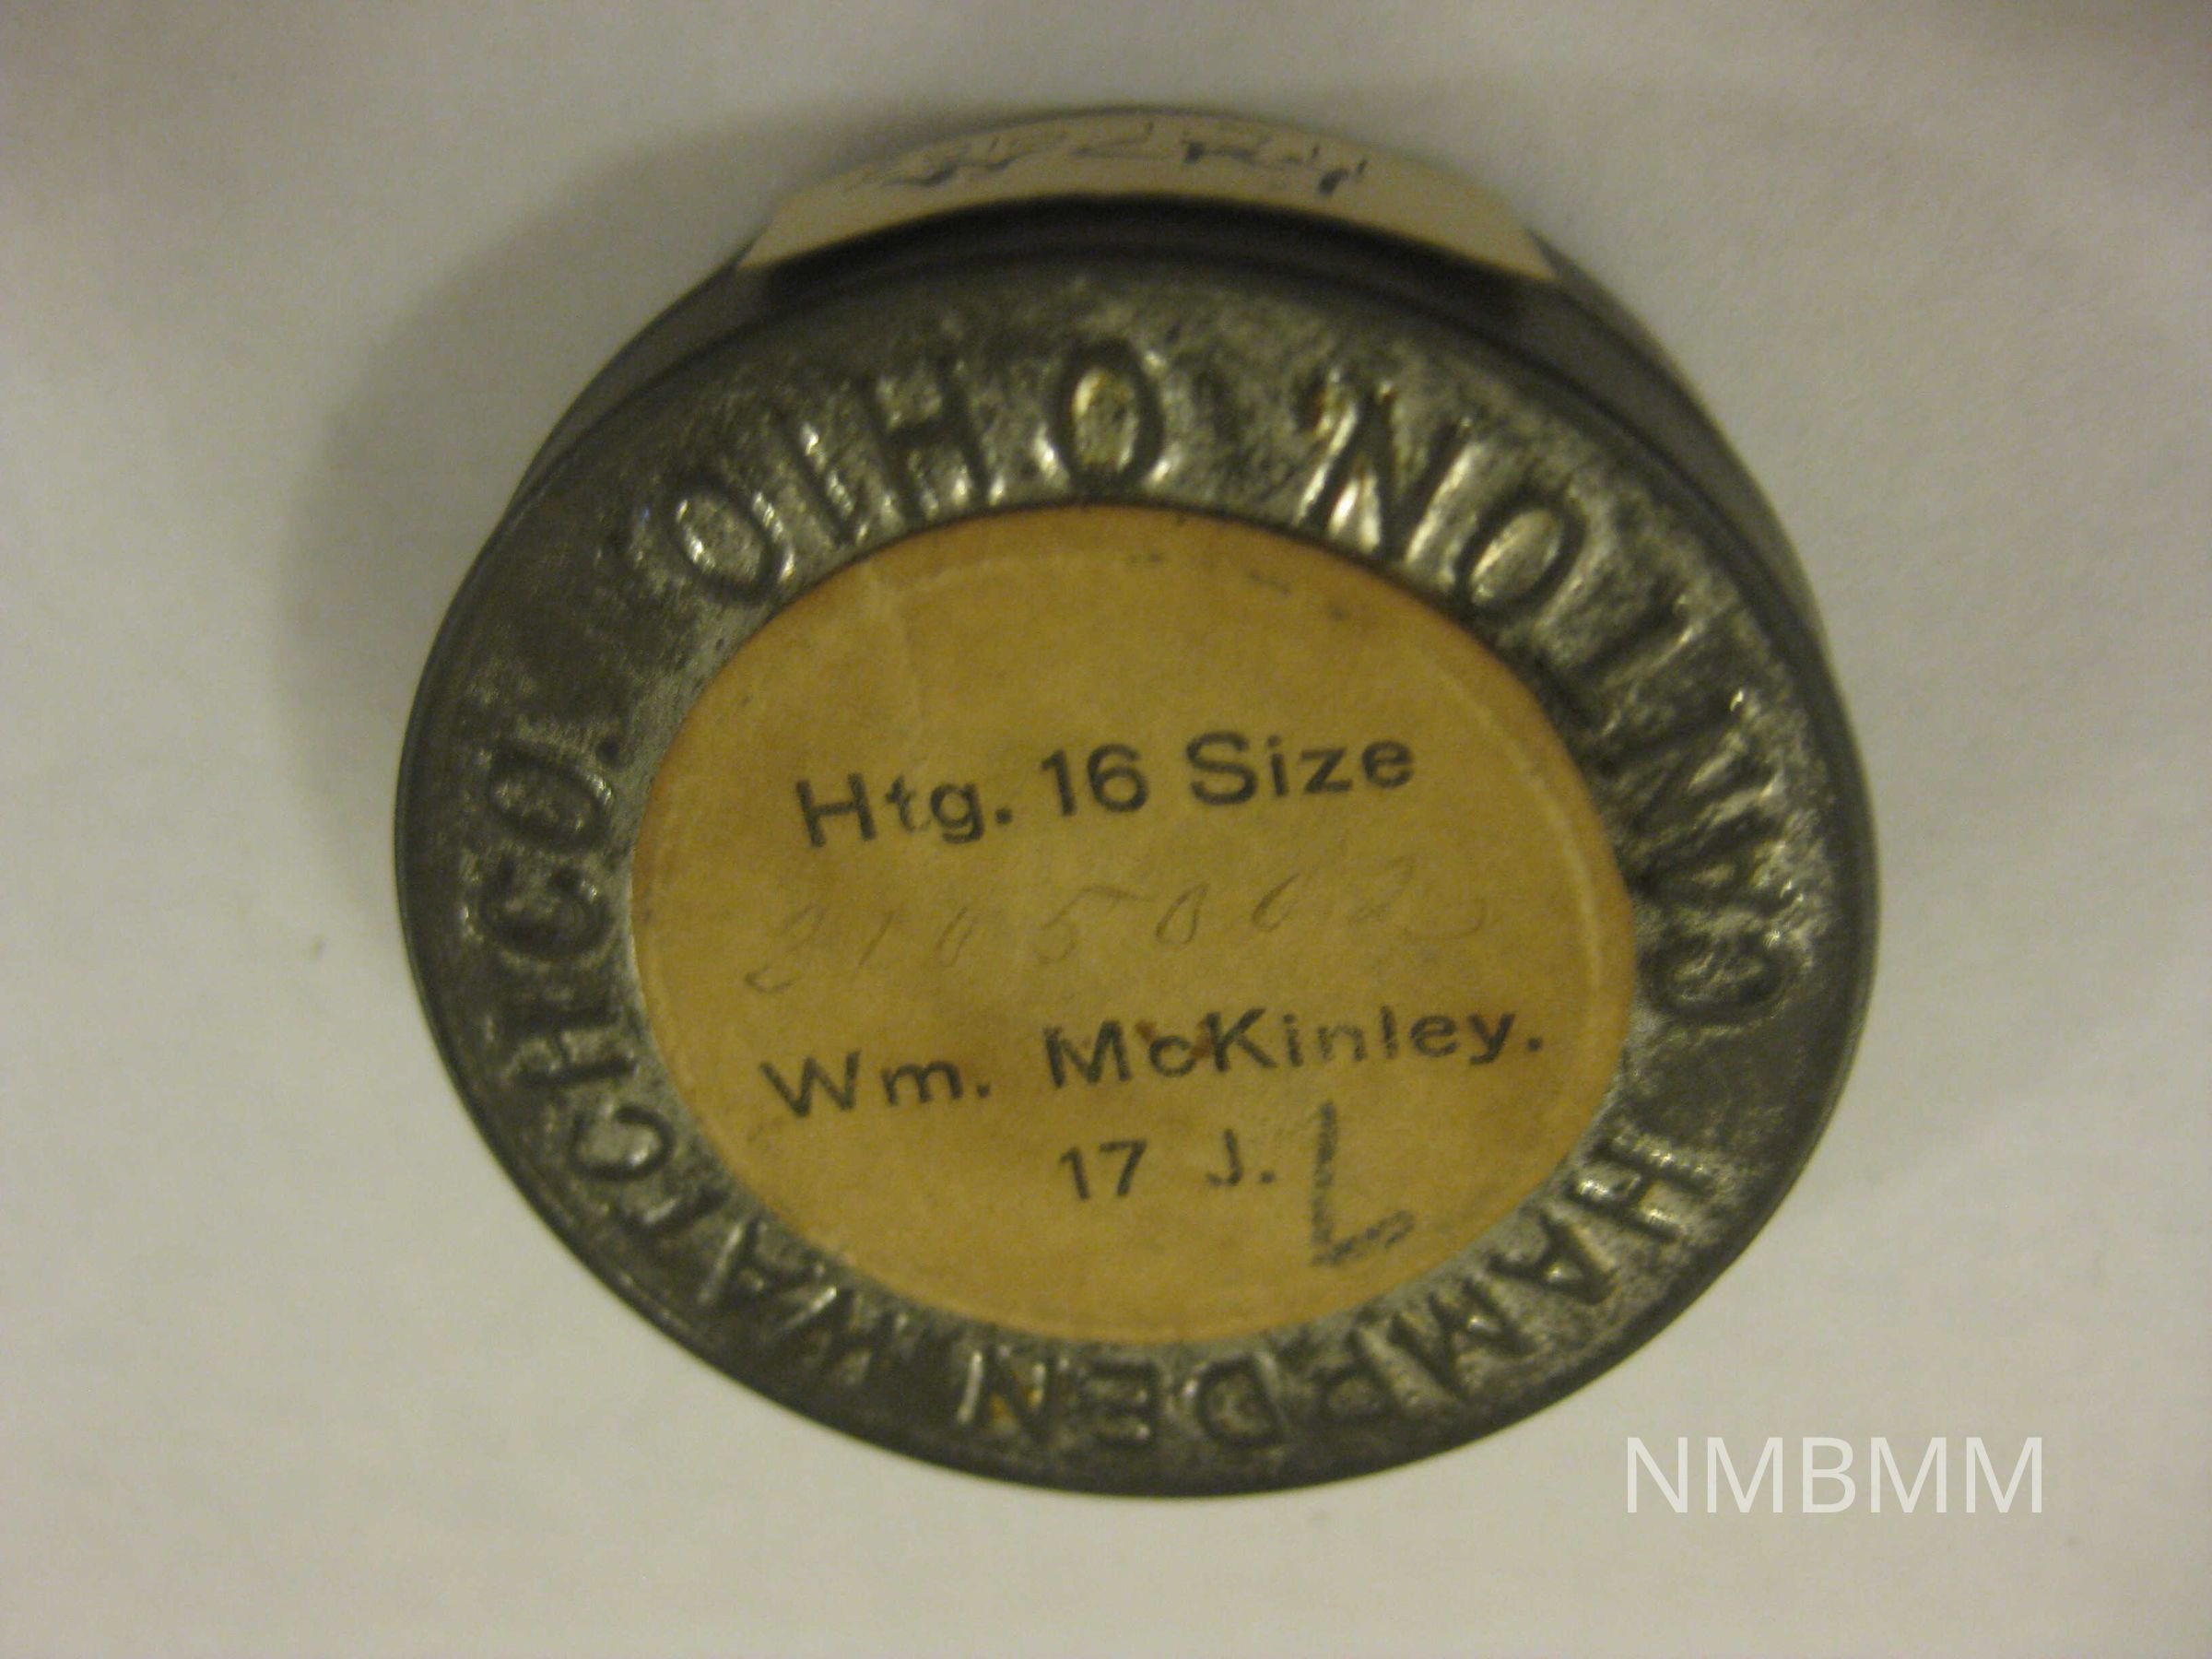 HAMPDEN WATCH CO.
CANTON, OHIO.
Htg. 16 Size
Wm. McKinley.
17 J.
L
NMBMM